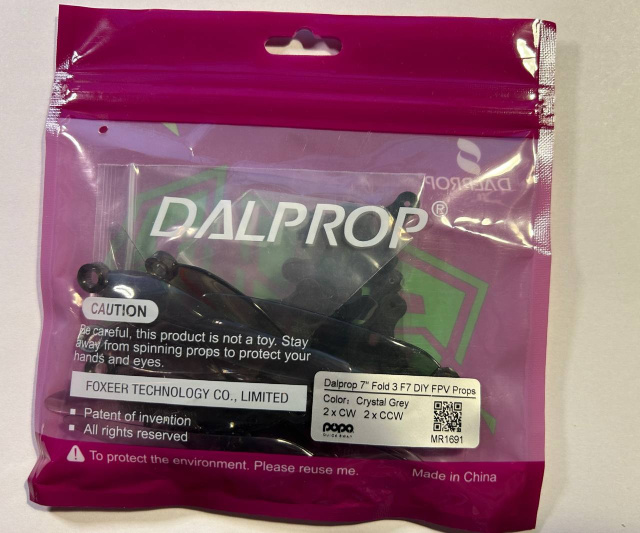 DALPROP
DALPROP®
CAUTION
Be careful, this product is not a toy. Stay
away from spinning props to protect your
hands and eyes.
FOXEER TECHNOLOGY CO., LIMITED
▪ Patent of invention
▪ All rights reserved
Dalprop 7" Fold 3 F7 DIY FPV Props
Color: Crystal Grey
2 x CW 2 x CCW
popo
QUICK SWAP
MR1691
To protect the environment. Please reuse me.
Made in China